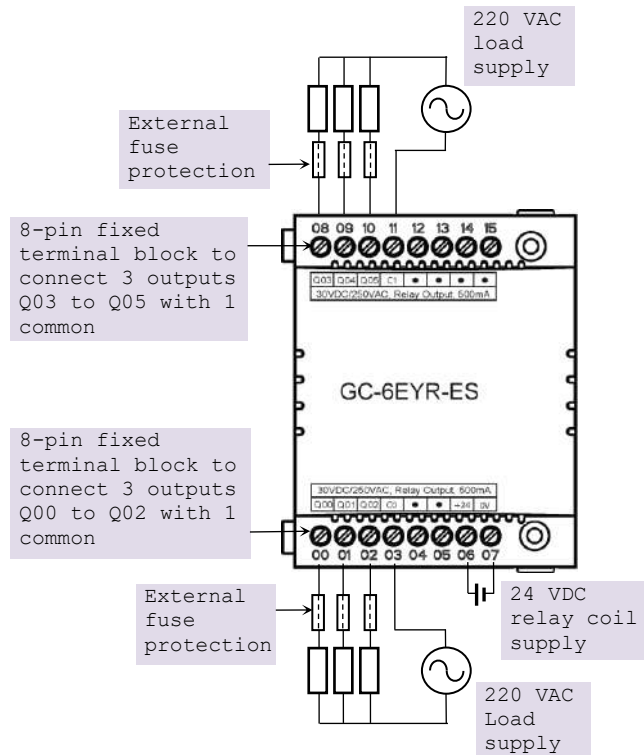 220 VAC
load
supply
External
fuse
protection
8-pin fixed
terminal block to
connect 3 outputs
Q03 to Q05 with 1
common
08 09 10 11 12 13 14 15
Q03 Q04 Q05 C1 • • • •
30VDC/250VAC, Relay Output, 500mA
GC-6EYR-ES
8-pin fixed
terminal block to
connect 3 outputs
Q00 to Q02 with 1
common
30VDC/250VAC, Relay Output, 500mA
Q00 Q01 Q02 C0 • • +24 0V
00 01 02 03 04 05 06 07
External
fuse
protection
24 VDC
relay coil
supply
220 VAC
Load
supply